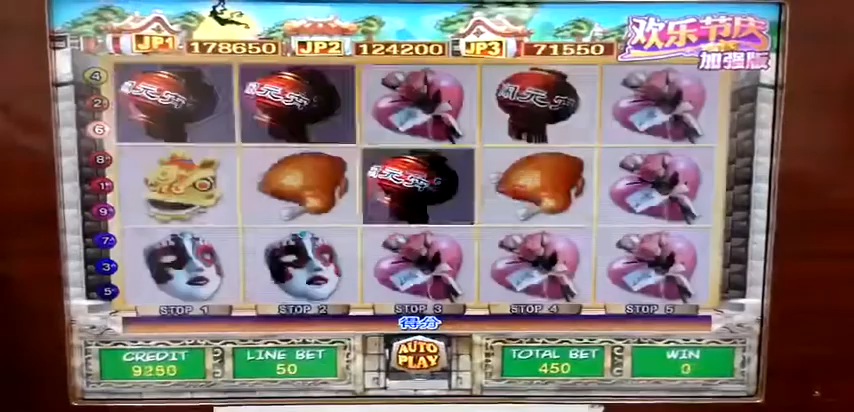 JP1 178650 JP2 124200 JP3 71550
欢乐节庆
加强版
4
2
6
8
1
9
7
3
5
STOP 1 STOP 2 STOP 3 STOP 4 STOP 5
得分
CREDIT LINE BET AUTO PLAY TOTAL BET WIN
9250 50 450 0